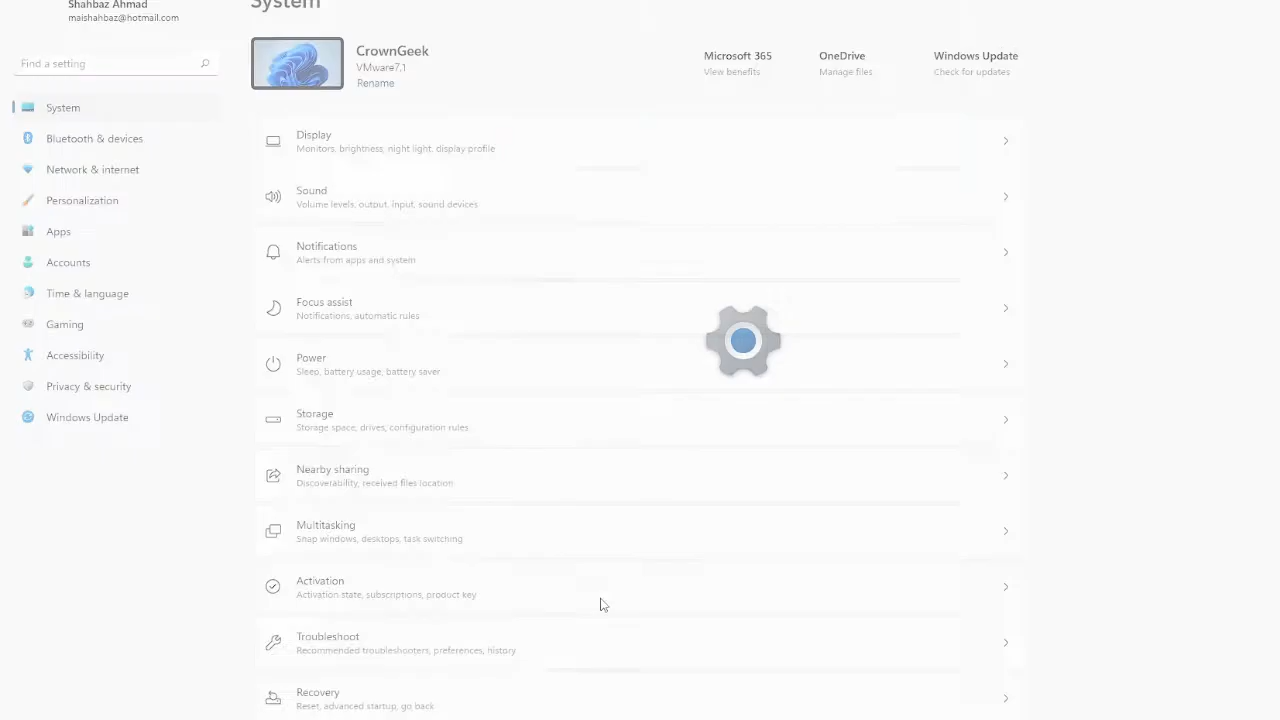 Shahbaz Ahmad
maishahbaz@hotmail.com
Find a setting
System
Bluetooth & devices
Network & internet
Personalization
Apps
Accounts
Time & language
Gaming
Accessibility
Privacy & security
Windows Update
System
CrownGeek
VMware7,1
Rename
Microsoft 365
View benefits
OneDrive
Manage files
Windows Update
Check for updates
Display
Monitors, brightness, night light, display profile
Sound
Volume levels, output, input, sound devices
Notifications
Alerts from apps and system
Focus assist
Notifications, automatic rules
Power
Sleep, battery usage, battery saver
Storage
Storage space, drives, configuration rules
Nearby sharing
Discoverability, received files location
Multitasking
Snap windows, desktops, task switching
Activation
Activation state, subscriptions, product key
Troubleshoot
Recommended troubleshooters, preferences, history
Recovery
Reset, advanced startup, go back